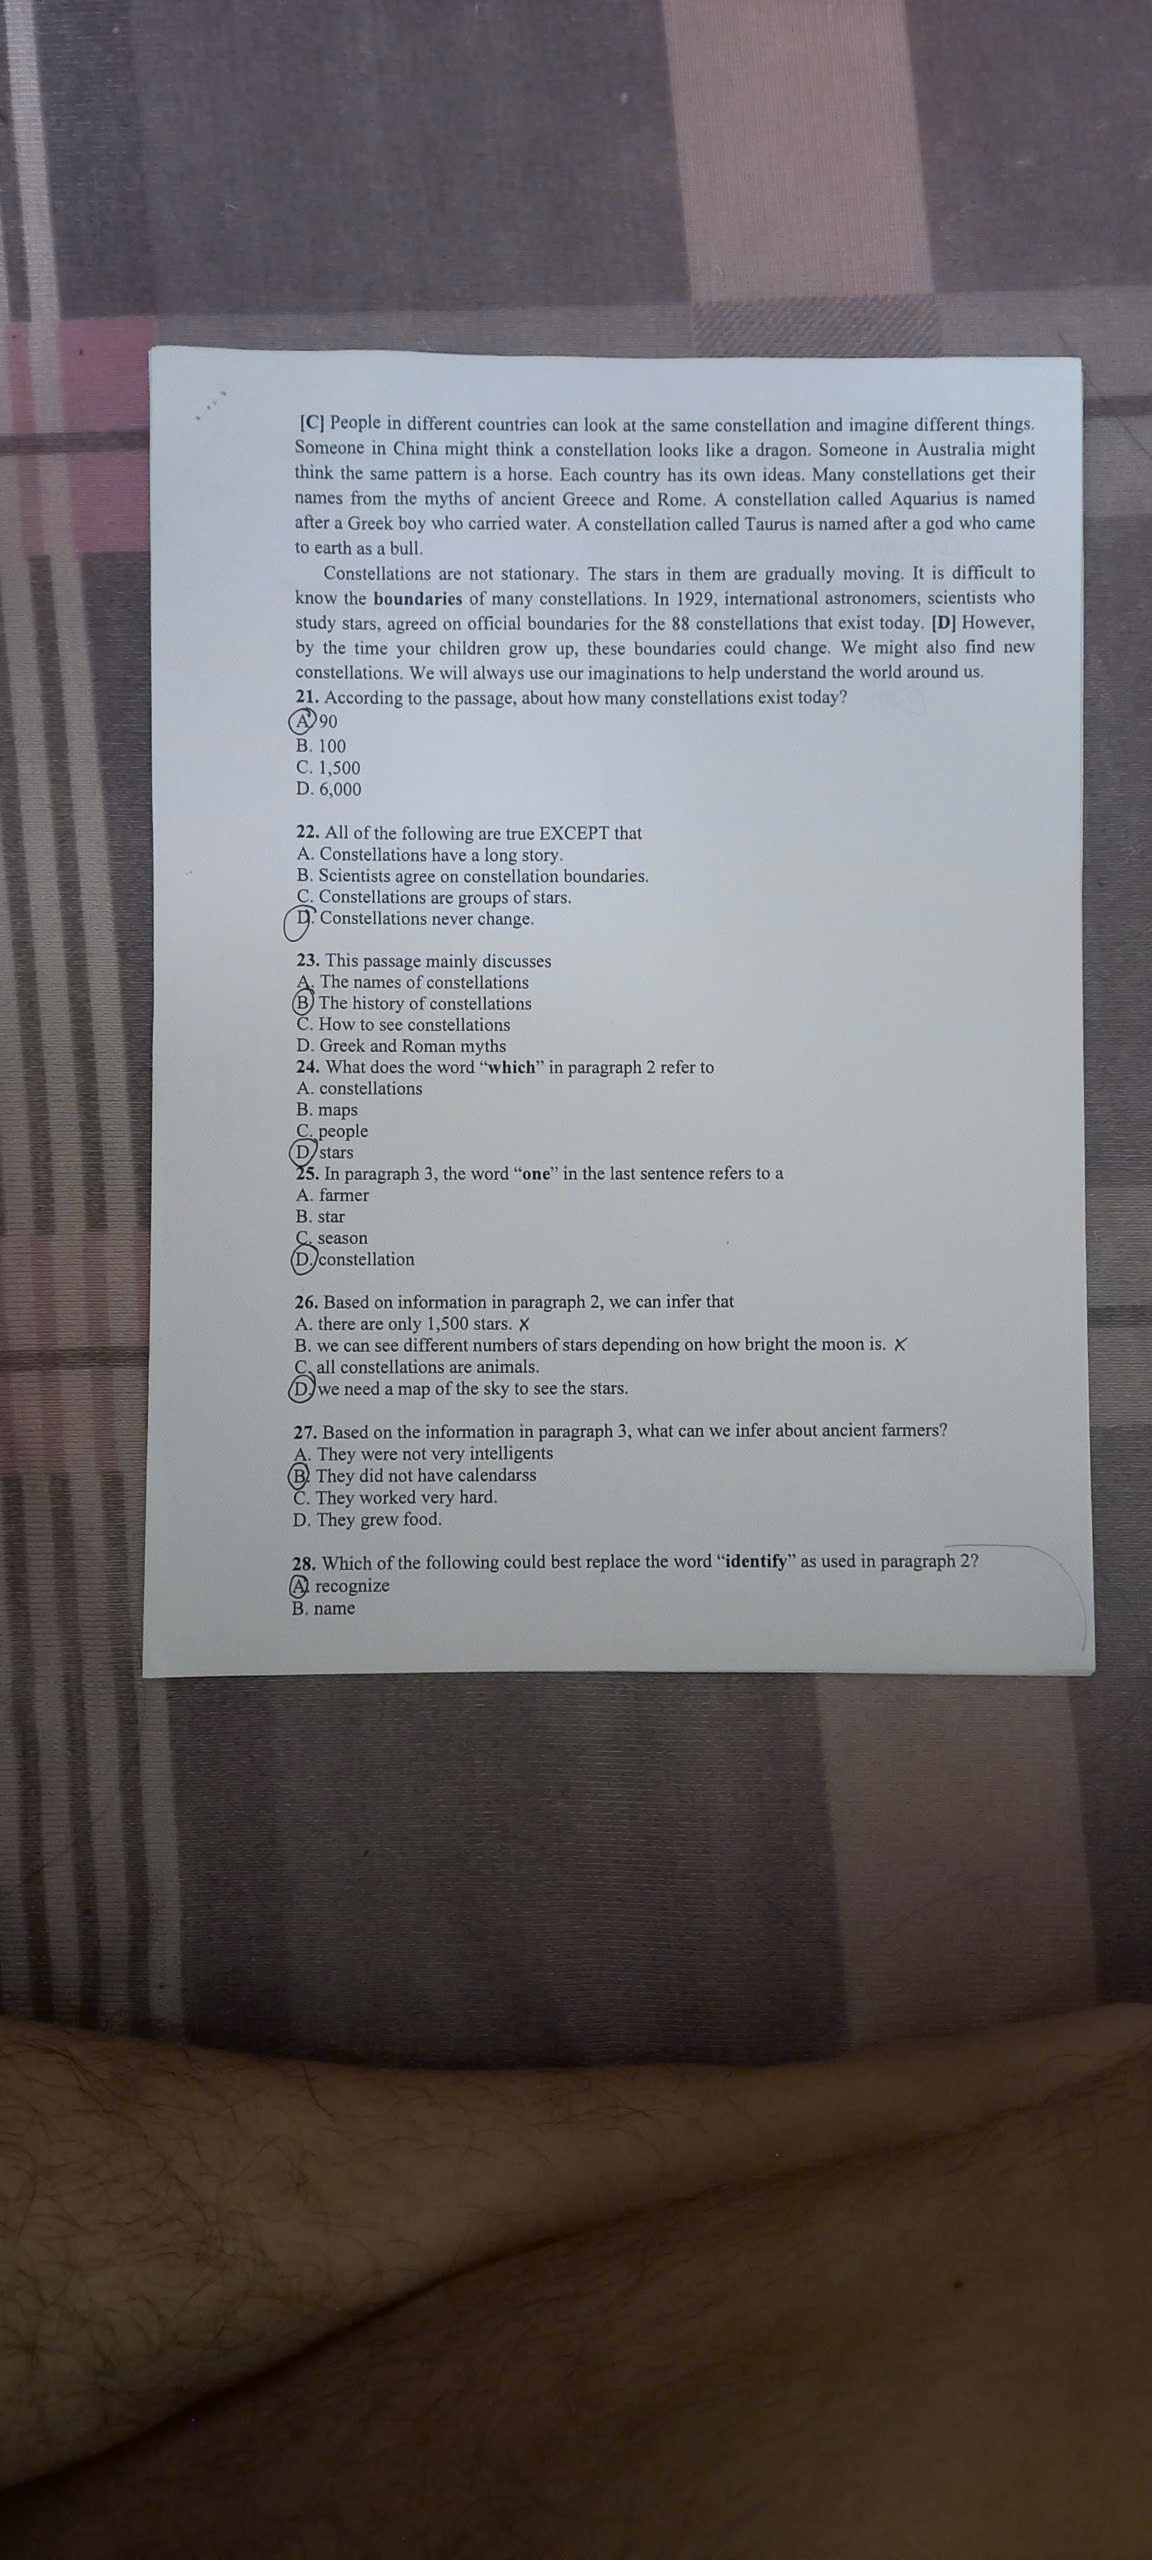 [C] People in different countries can look at the same constellation and imagine different things.
Someone in China might think a constellation looks like a dragon. Someone in Australia might
think the same pattern is a horse. Each country has its own ideas. Many constellations get their
names from the myths of ancient Greece and Rome. A constellation called Aquarius is named
after a Greek boy who carried water. A constellation called Taurus is named after a god who came
to earth as a bull.
Constellations are not stationary. The stars in them are gradually moving. It is difficult to
know the boundaries of many constellations. In 1929, international astronomers, scientists who
study stars, agreed on official boundaries for the 88 constellations that exist today. [D] However,
by the time your children grow up, these boundaries could change. We might also find new
constellations. We will always use our imaginations to help understand the world around us.
21. According to the passage, about how many constellations exist today?
A. 90
B. 100
C. 1,500
D. 6,000
22. All of the following are true EXCEPT that
A. Constellations have a long story.
B. Scientists agree on constellation boundaries.
C. Constellations are groups of stars.
D. Constellations never change.
23. This passage mainly discusses
A. The names of constellations
B. The history of constellations
C. How to see constellations
D. Greek and Roman myths
24. What does the word “which” in paragraph 2 refer to
A. constellations
B. maps
C. people
D. stars
25. In paragraph 3, the word “one” in the last sentence refers to a
A. farmer
B. star
C. season
D. constellation
26. Based on information in paragraph 2, we can infer that
A. there are only 1,500 stars. X
B. we can see different numbers of stars depending on how bright the moon is. X
C. all constellations are animals.
D. we need a map of the sky to see the stars.
27. Based on the information in paragraph 3, what can we infer about ancient farmers?
A. They were not very intelligents
B. They did not have calendarss
C. They worked very hard.
D. They grew food.
28. Which of the following could best replace the word “identify” as used in paragraph 2?
A. recognize
B. name